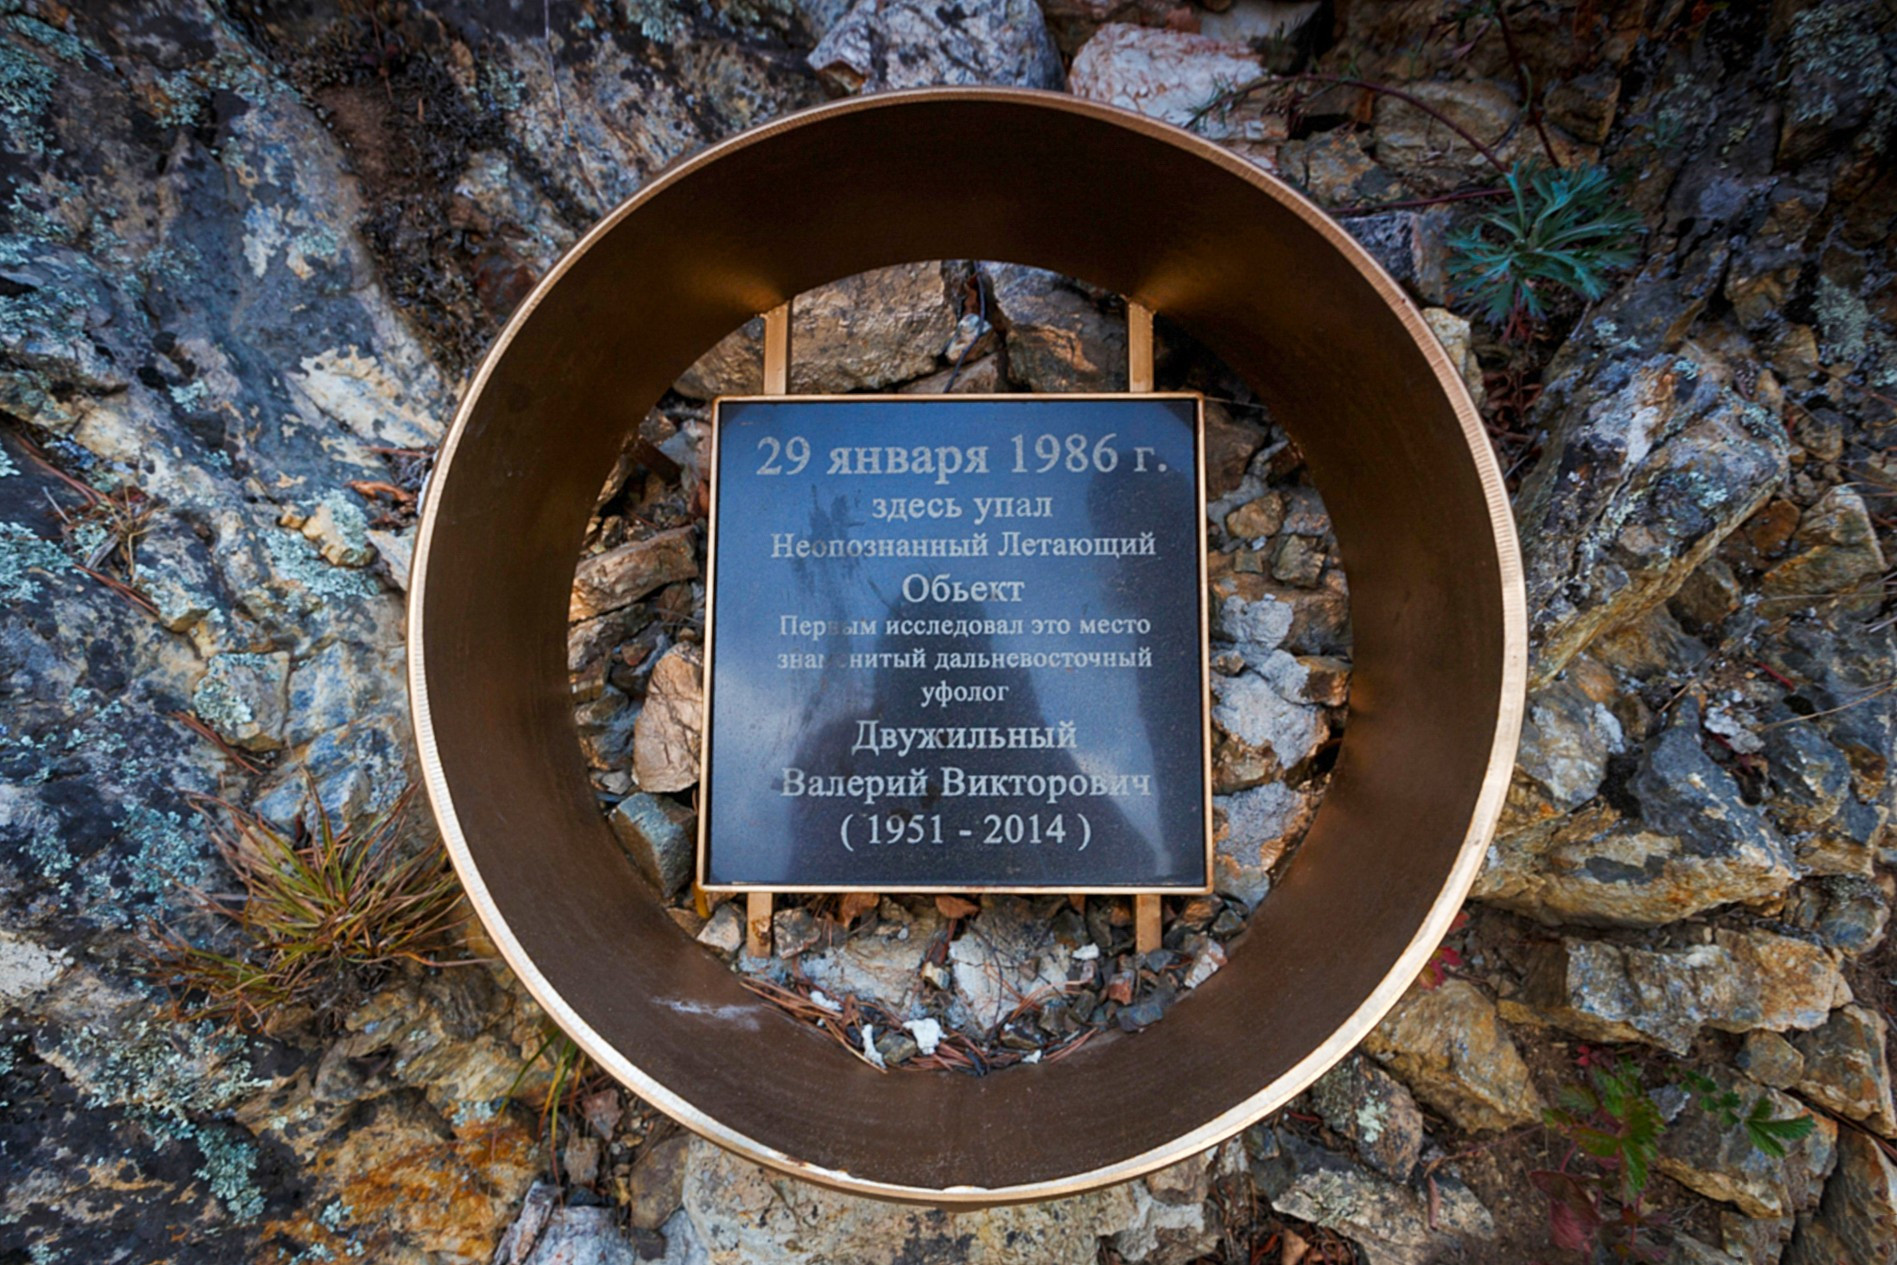 29 января 1986 г.
здесь упал
Неопознанный Летающий
Обьект
Первым исследовал это место
знаменитый дальневосточный
уфолог
Двужильный
Валерий Викторович
( 1951 - 2014 )